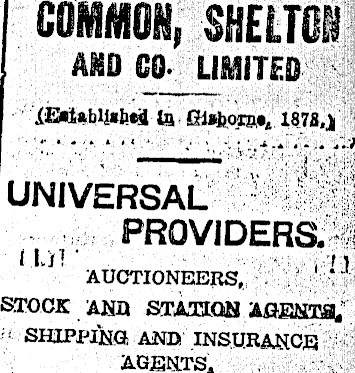 COMMON, SHELTON
AND CO. LIMITED
(Established in Gisborne, 1878.)
UNIVERSAL
PROVIDERS.
AUCTIONEERS,
STOCK AND STATION AGENTS,
SHIPPING AND INSURANCE
AGENTS,